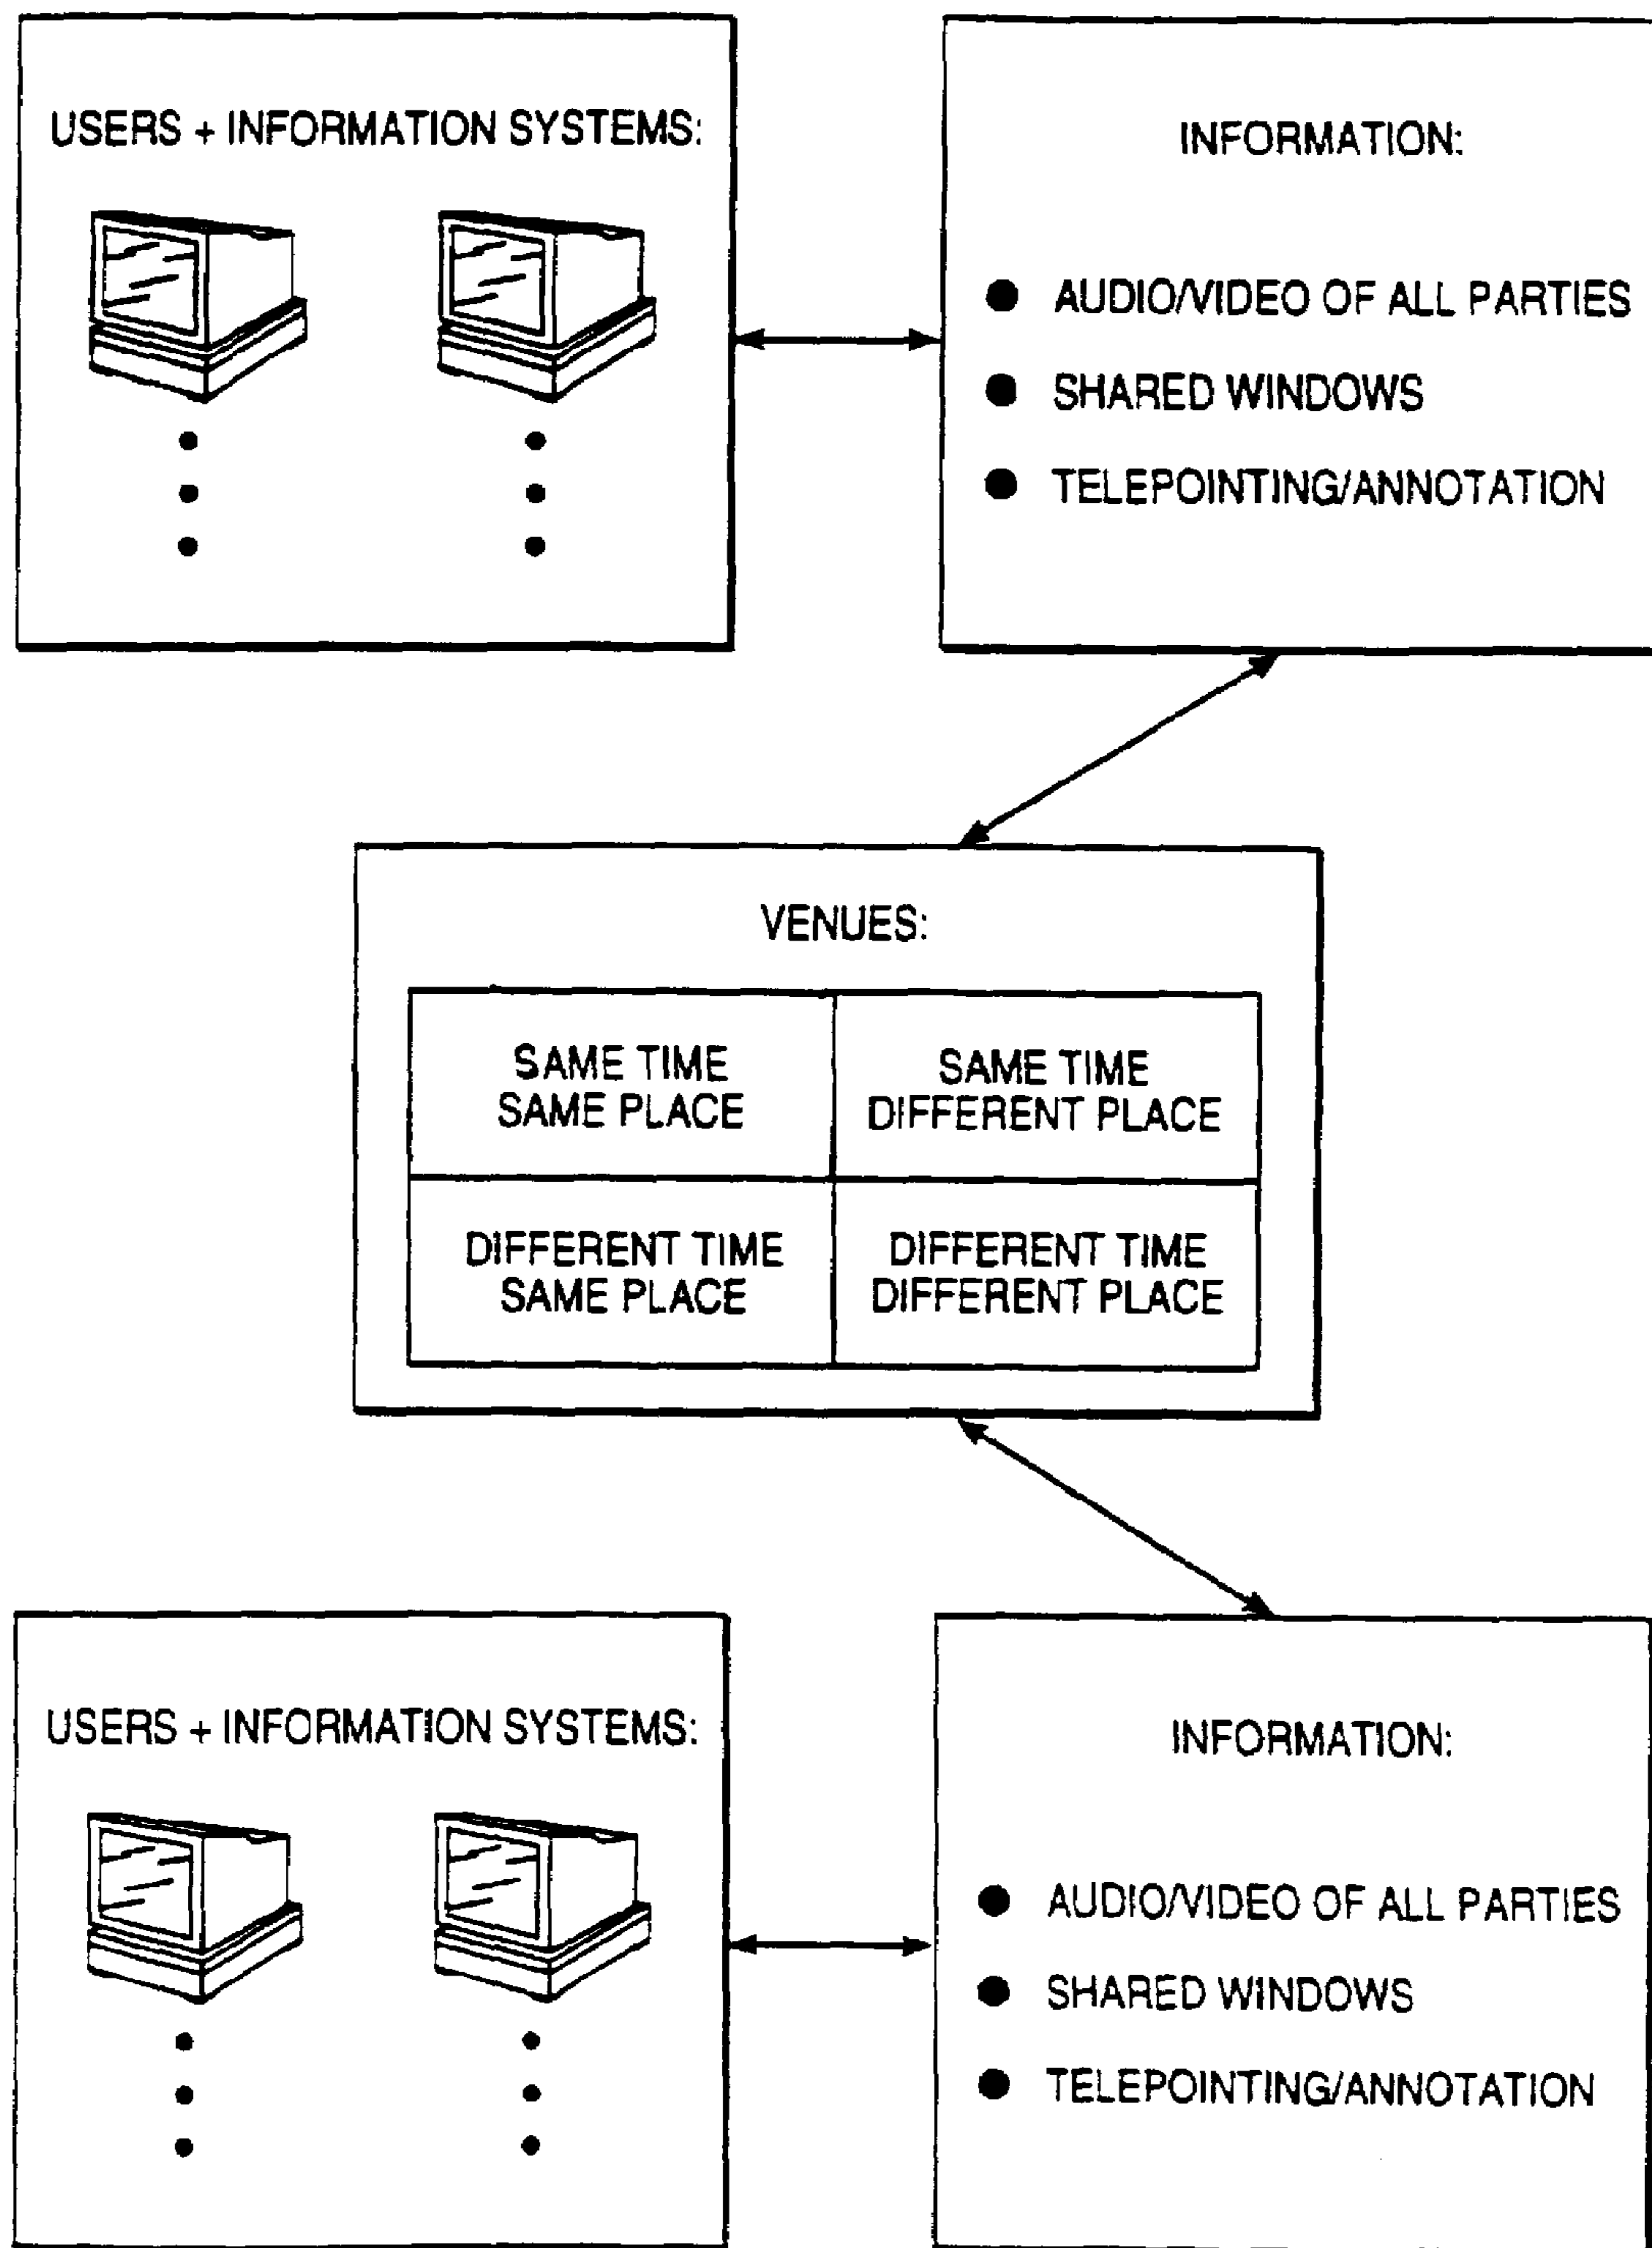 USERS + INFORMATION SYSTEMS:
INFORMATION:
● AUDIO/VIDEO OF ALL PARTIES
● SHARED WINDOWS
● TELEPOINTING/ANNOTATION
VENUES:
SAME TIME
SAME PLACE
SAME TIME
DIFFERENT PLACE
DIFFERENT TIME
SAME PLACE
DIFFERENT TIME
DIFFERENT PLACE
USERS + INFORMATION SYSTEMS:
INFORMATION:
● AUDIO/VIDEO OF ALL PARTIES
● SHARED WINDOWS
● TELEPOINTING/ANNOTATION